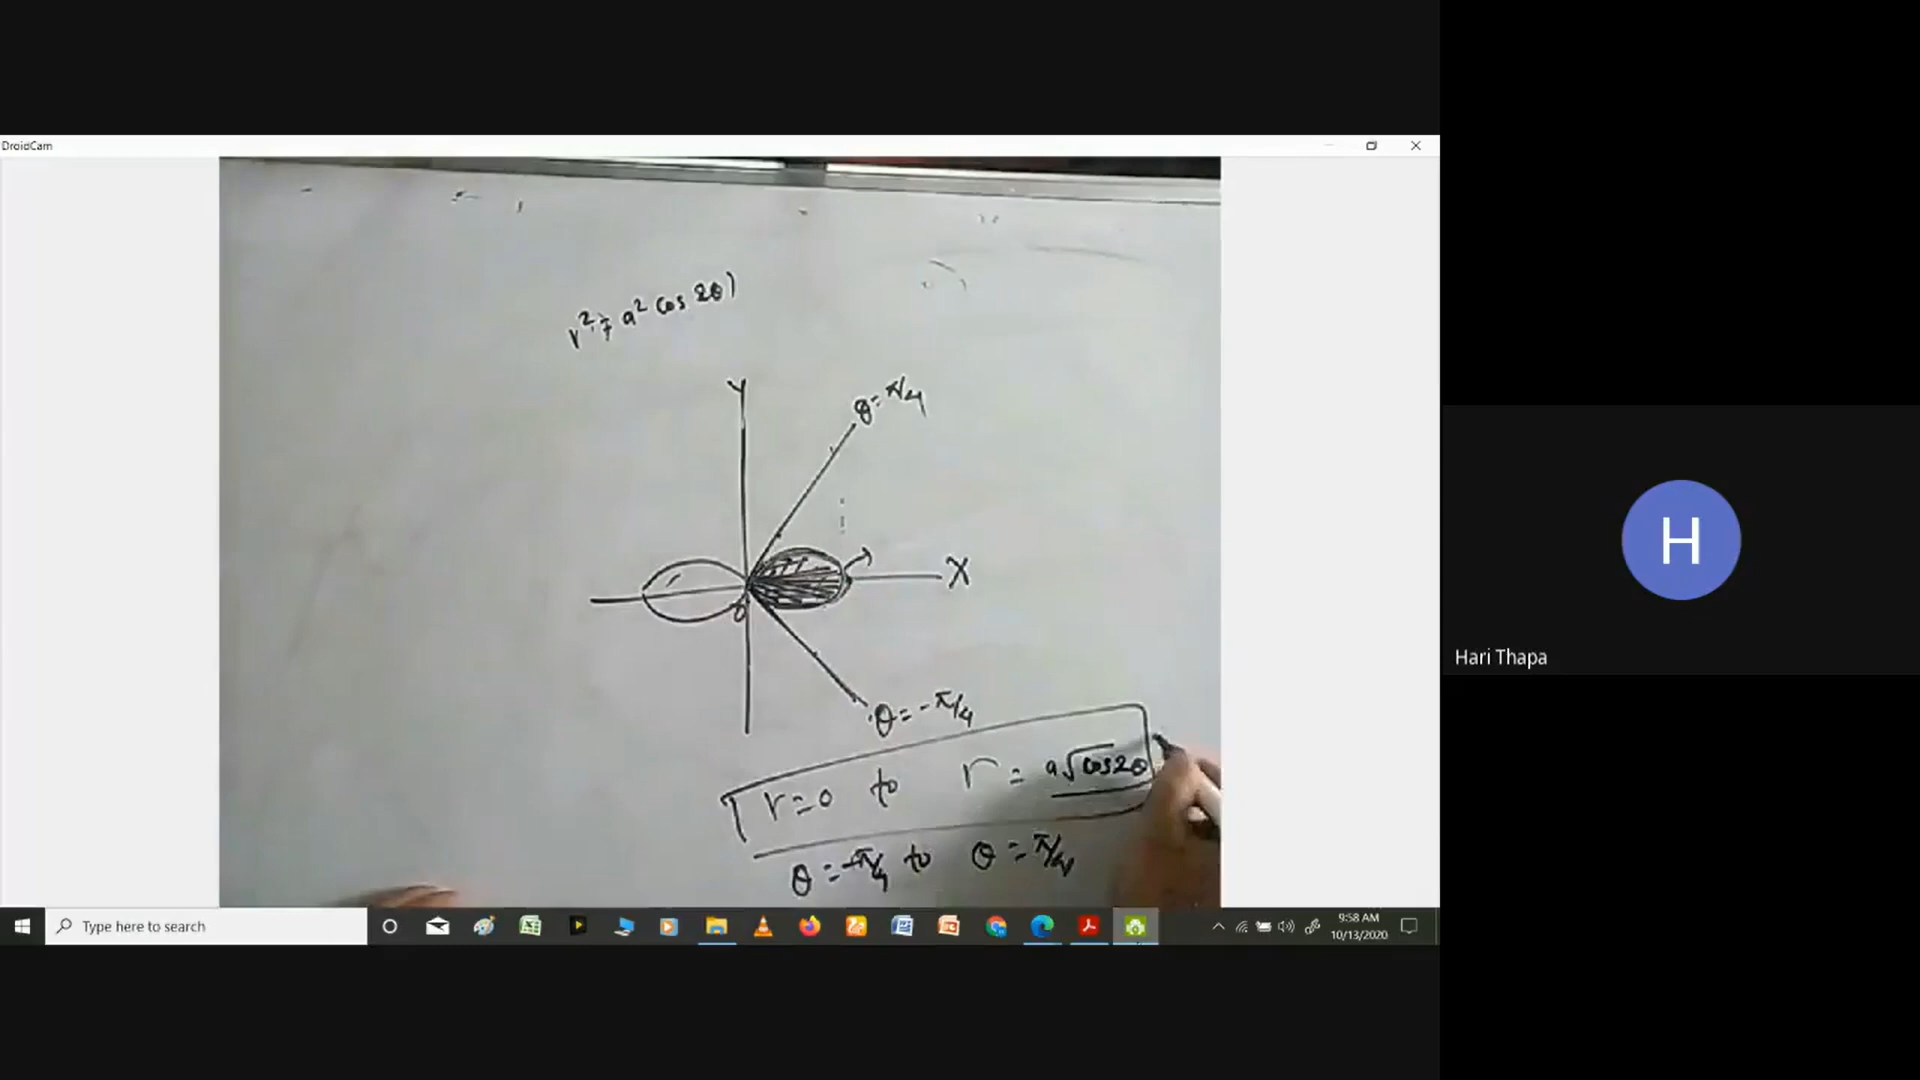 DroidCam
r² = a² cos 2θ)
Y
θ = π/4
X
O
θ = -π/4
r = 0 to r = a√cos2θ
θ = -π/4 to θ = π/4
H
Hari Thapa
Type here to search
9:58 AM
10/13/2020